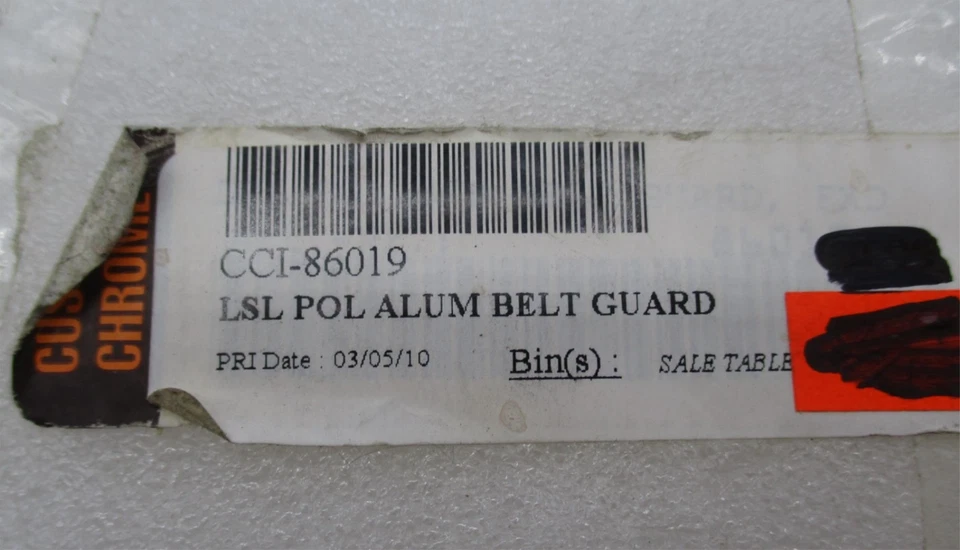 CUS
CHROME
CCI-86019
LSL POL ALUM BELT GUARD
PRI Date : 03/05/10
Bin(s) :
SALE TABLE